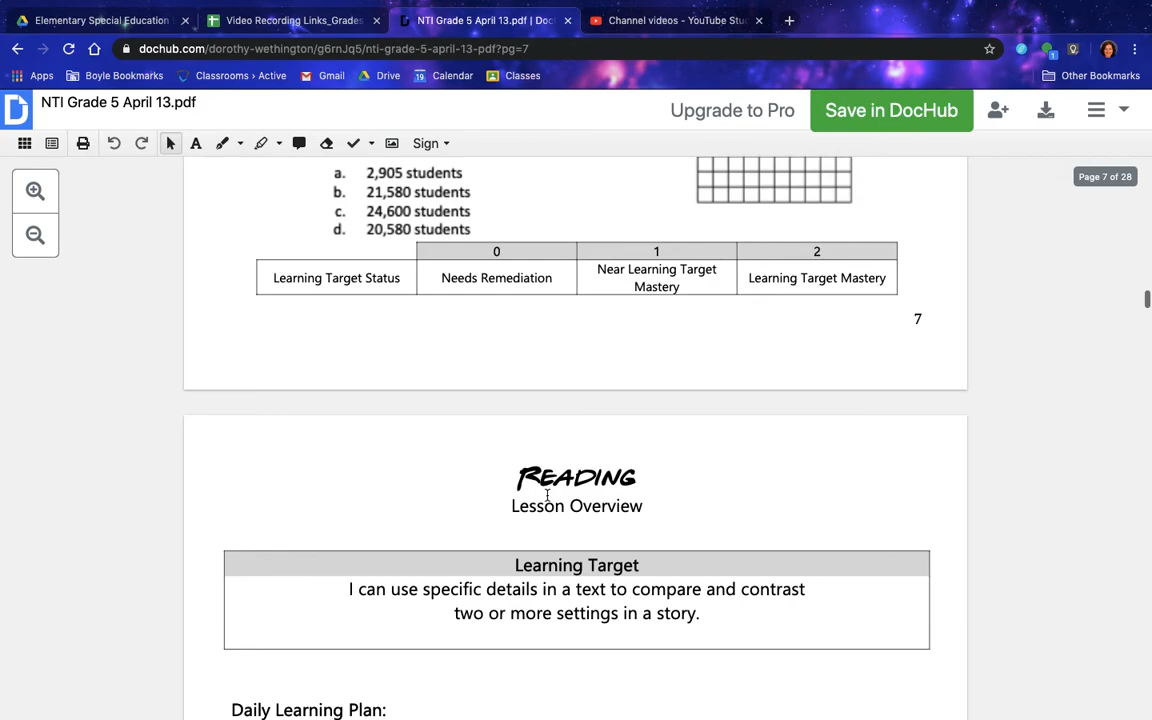 Elementary Special Education
Video Recording Links_Grades
NTI Grade 5 April 13.pdf | Doc
Channel videos - YouTube Stu
dochub.com/dorothy-wethington/g6rnJq5/nti-grade-5-april-13-pdf?pg=7
Apps
Boyle Bookmarks
Classrooms > Active
Gmail
Drive
19
Calendar
Classes
Other Bookmarks
D
NTI Grade 5 April 13.pdf
Upgrade to Pro
Save in DocHub
A
Sign
Page 7 of 28
a. 2,905 students
b. 21,580 students
c. 24,600 students
d. 20,580 students
0 1 2
Learning Target Status Needs Remediation Near Learning Target Mastery Learning Target Mastery
7
READING
Lesson Overview
Learning Target
I can use specific details in a text to compare and contrast
two or more settings in a story.
Daily Learning Plan: